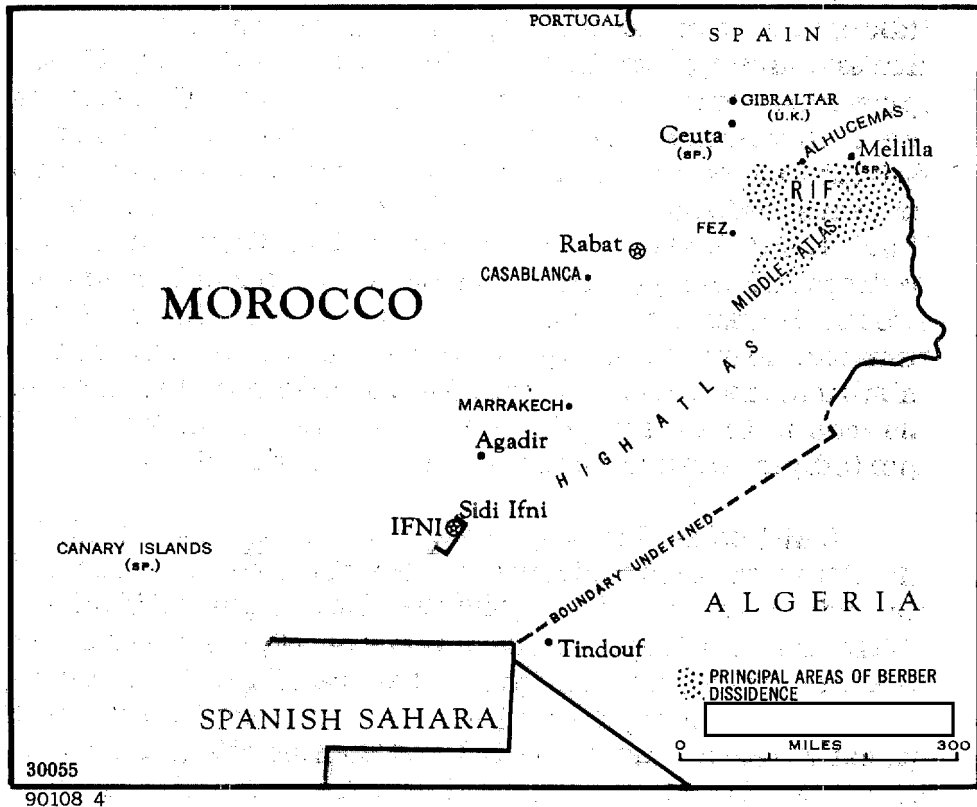 PORTUGAL
SPAIN
GIBRALTAR
(U.K.)
Ceuta
(SP.)
ALHUCEMAS
Melilla
(SP.)
RIF
FEZ
Rabat
MIDDLE ATLAS
CASABLANCA
MOROCCO
HIGH ATLAS
MARRAKECH
Agadir
IFNI
Sidi Ifni
CANARY ISLANDS
(SP.)
BOUNDARY UNDEFINED
ALGERIA
Tindouf
PRINCIPAL AREAS OF BERBER
DISSIDENCE
SPANISH SAHARA
0 MILES 300
30055
90108 4